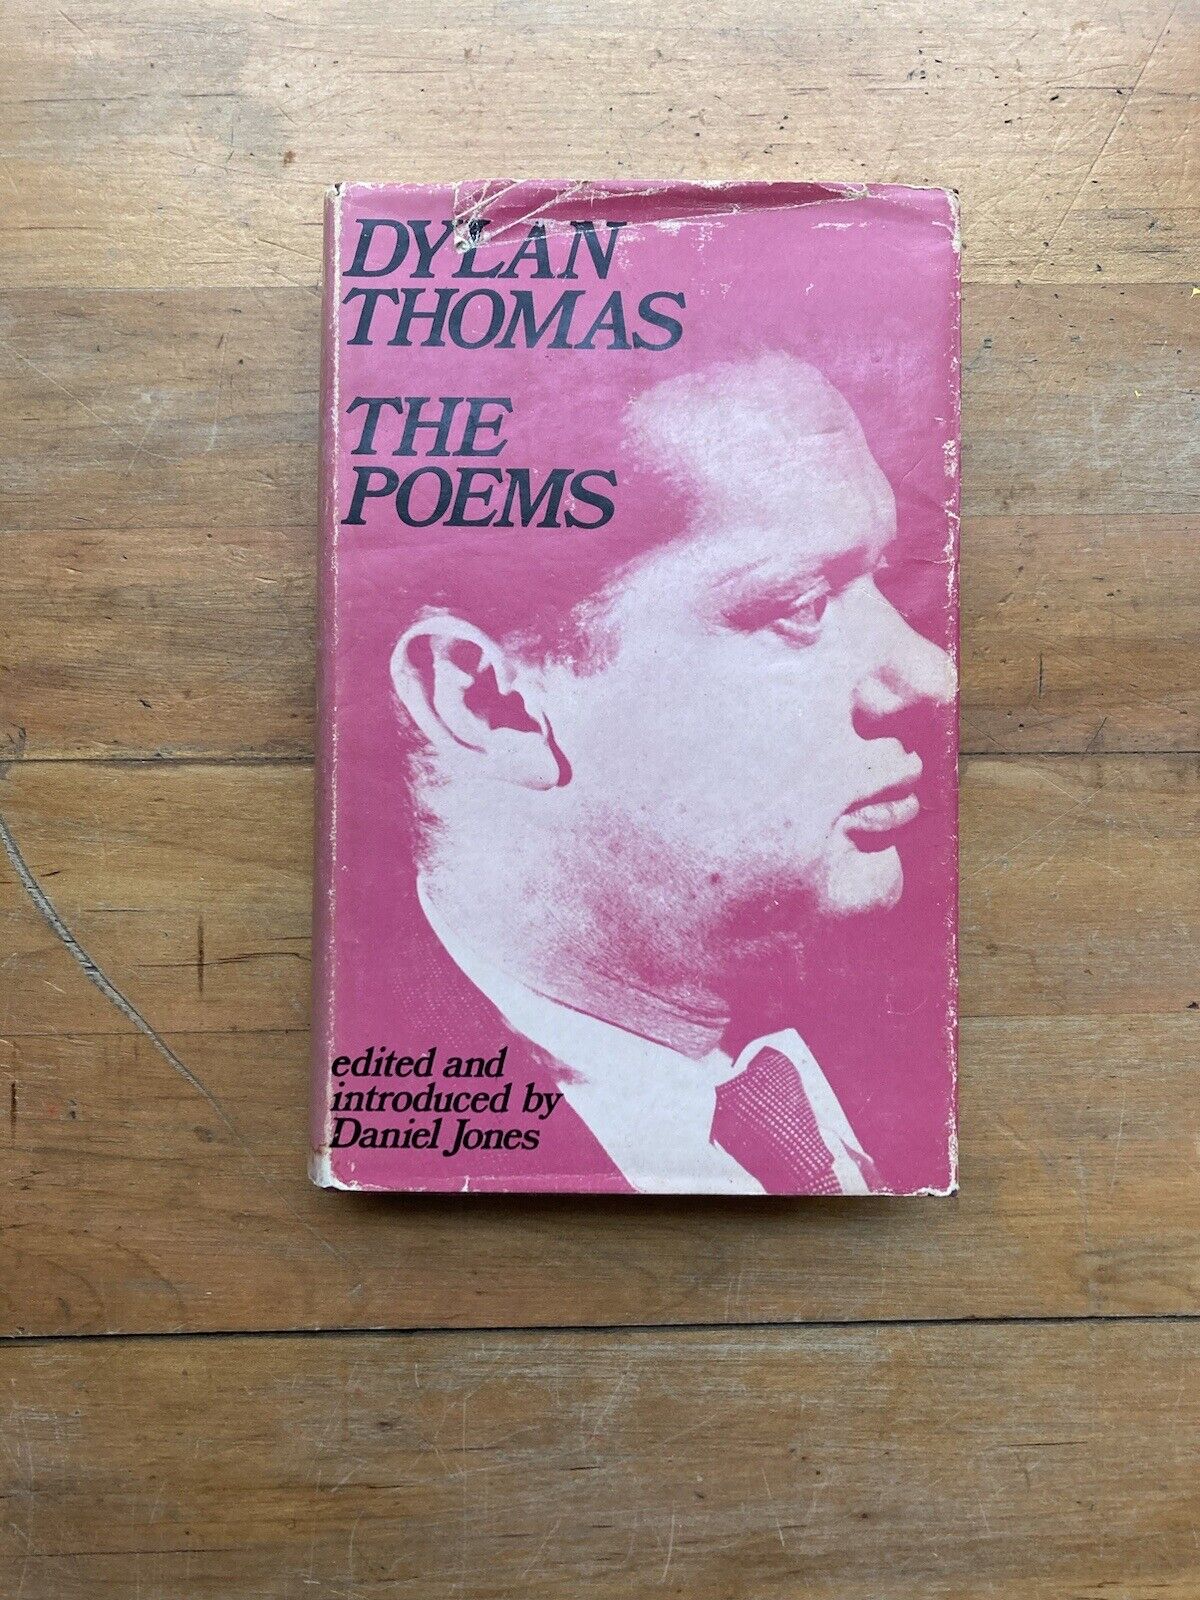 DYLAN
THOMAS
THE
POEMS
edited and
introduced by
Daniel Jones